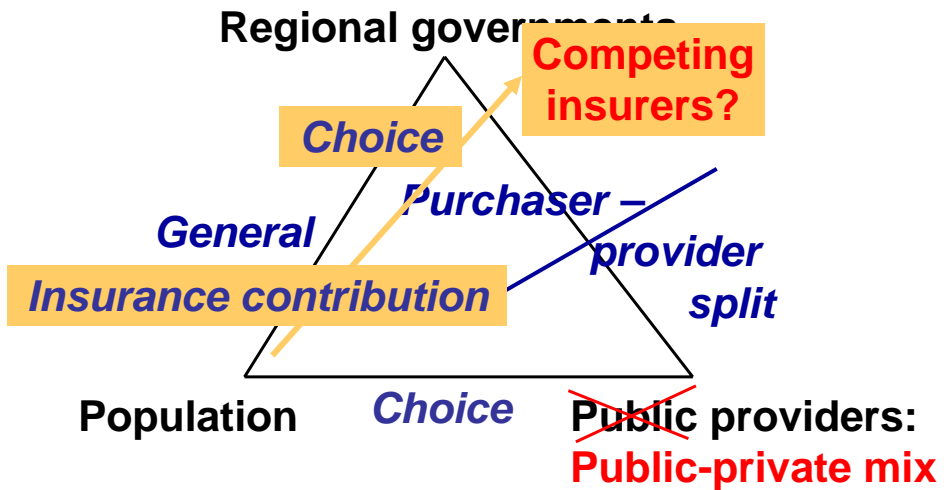 Regional governments
Competing
insurers?
Choice
Purchaser –
General
provider
Insurance contribution
split
Population
Choice
Public providers:
Public-private mix